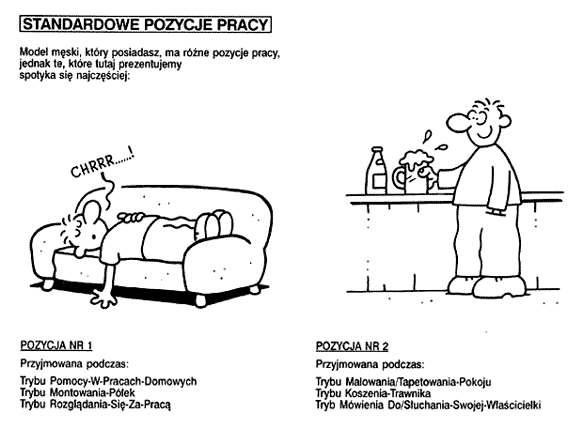 STANDARDOWE POZYCJE PRACY
Model męski, który posiadasz, ma różne pozycje pracy,
jednak te, które tutaj prezentujemy
spotyka się najczęściej:
CHRRR.....!
POZYCJA NR 1
Przyjmowana podczas:
Trybu Pomocy-W-Pracach-Domowych
Trybu Montowania-Półek
Trybu Rozglądania-Się-Za-Pracą
POZYCJA NR 2
Przyjmowana podczas:
Trybu Malowania/Tapetowania-Pokoju
Trybu Koszenia-Trawnika
Tryb Mówienia Do/Słuchania-Swojej-Właścicielki